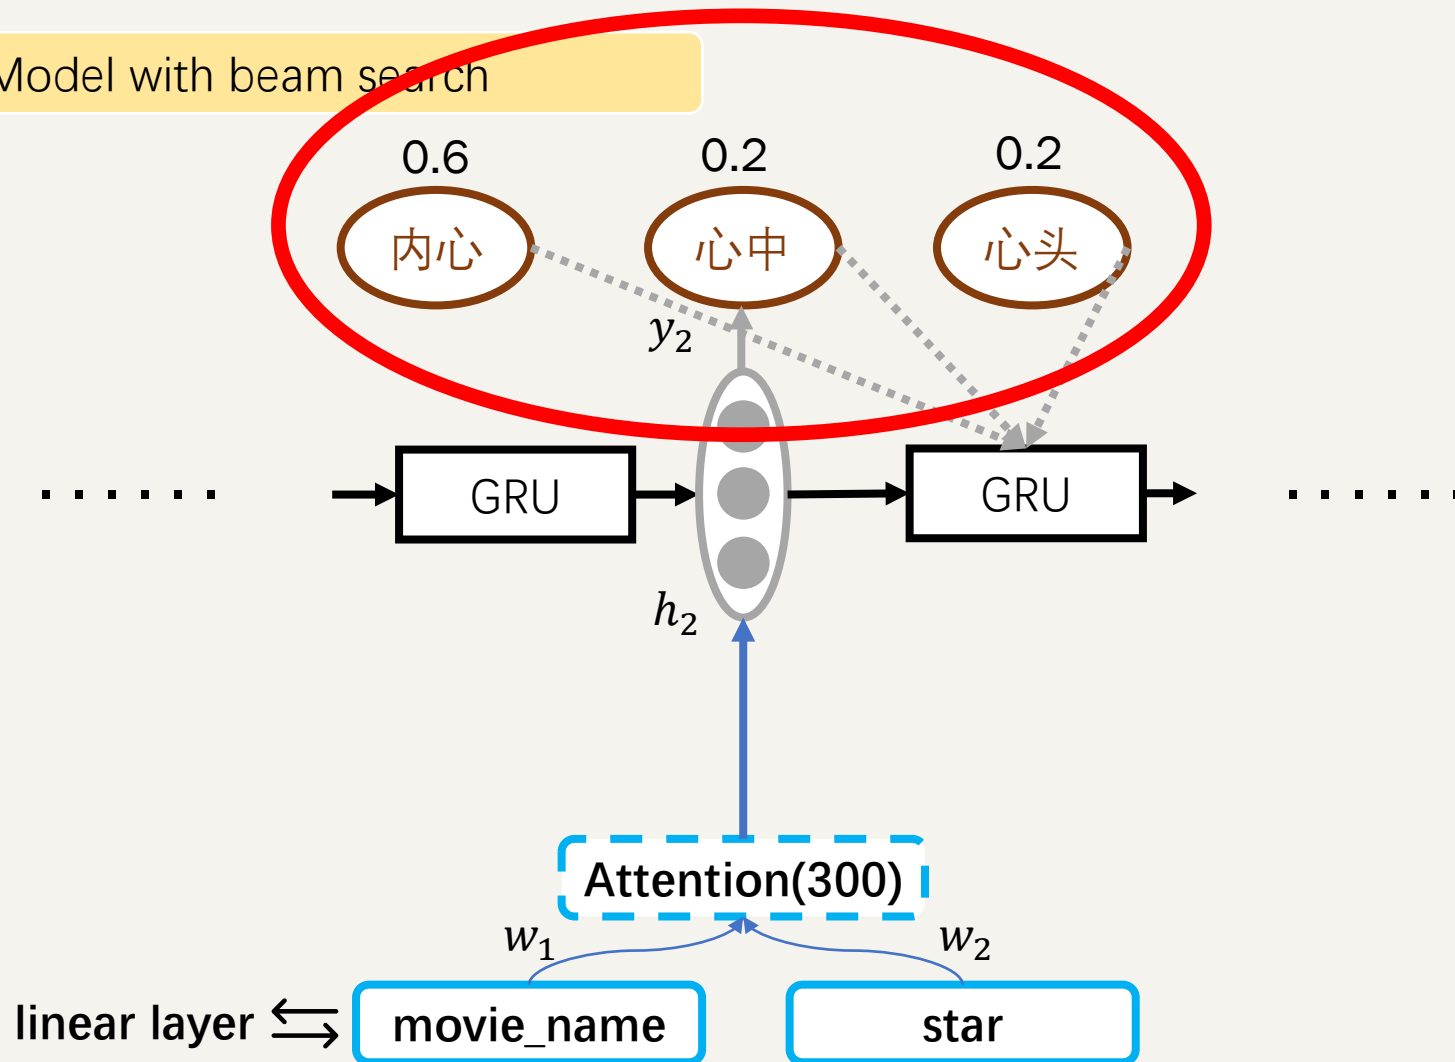 Model with beam search
0.6 0.2 0.2
内心 心中 心头
y₂
GRU GRU
h₂
Attention(300)
w₁ w₂
linear layer movie_name star